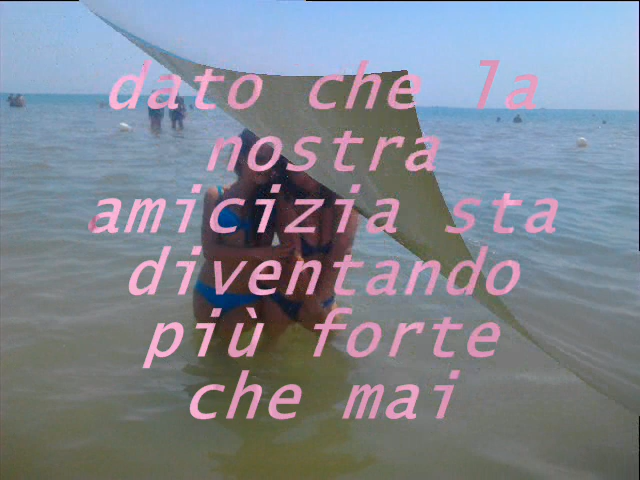 dato che la
nostra
amicizia sta
diventando
più forte
che mai